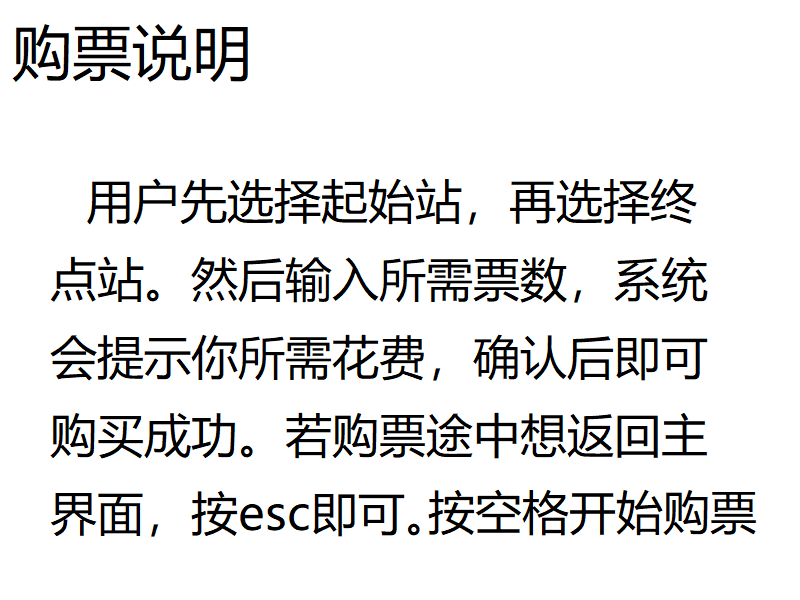 购票说明
用户先选择起始站，再选择终
点站。然后输入所需票数，系统
会提示你所需花费，确认后即可
购买成功。若购票途中想返回主
界面，按esc即可。按空格开始购票